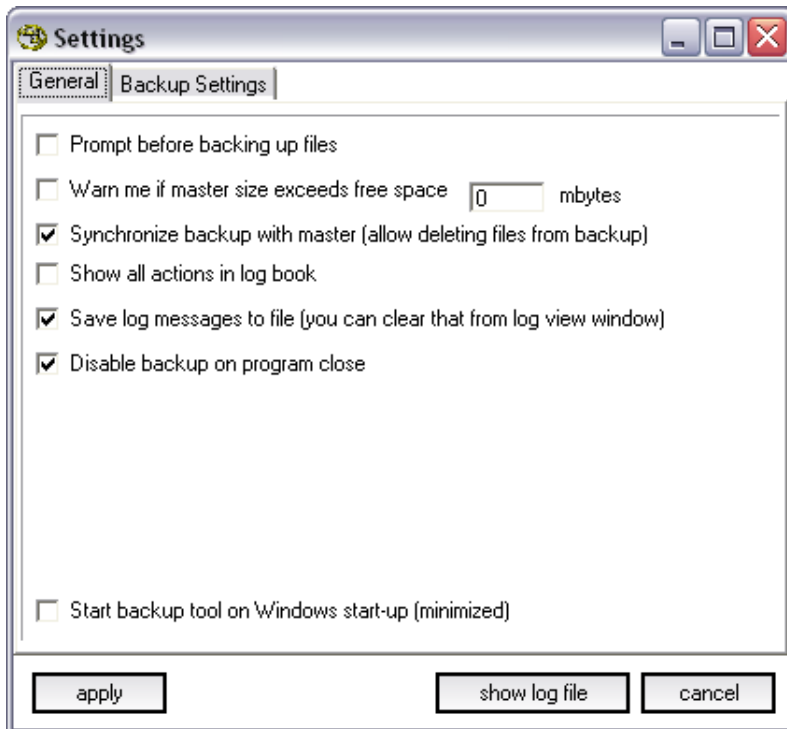 Settings
General Backup Settings
Prompt before backing up files
Warn me if master size exceeds free space 0 mbytes
Synchronize backup with master (allow deleting files from backup)
Show all actions in log book
Save log messages to file (you can clear that from log view window)
Disable backup on program close
Start backup tool on Windows start-up (minimized)
apply show log file cancel